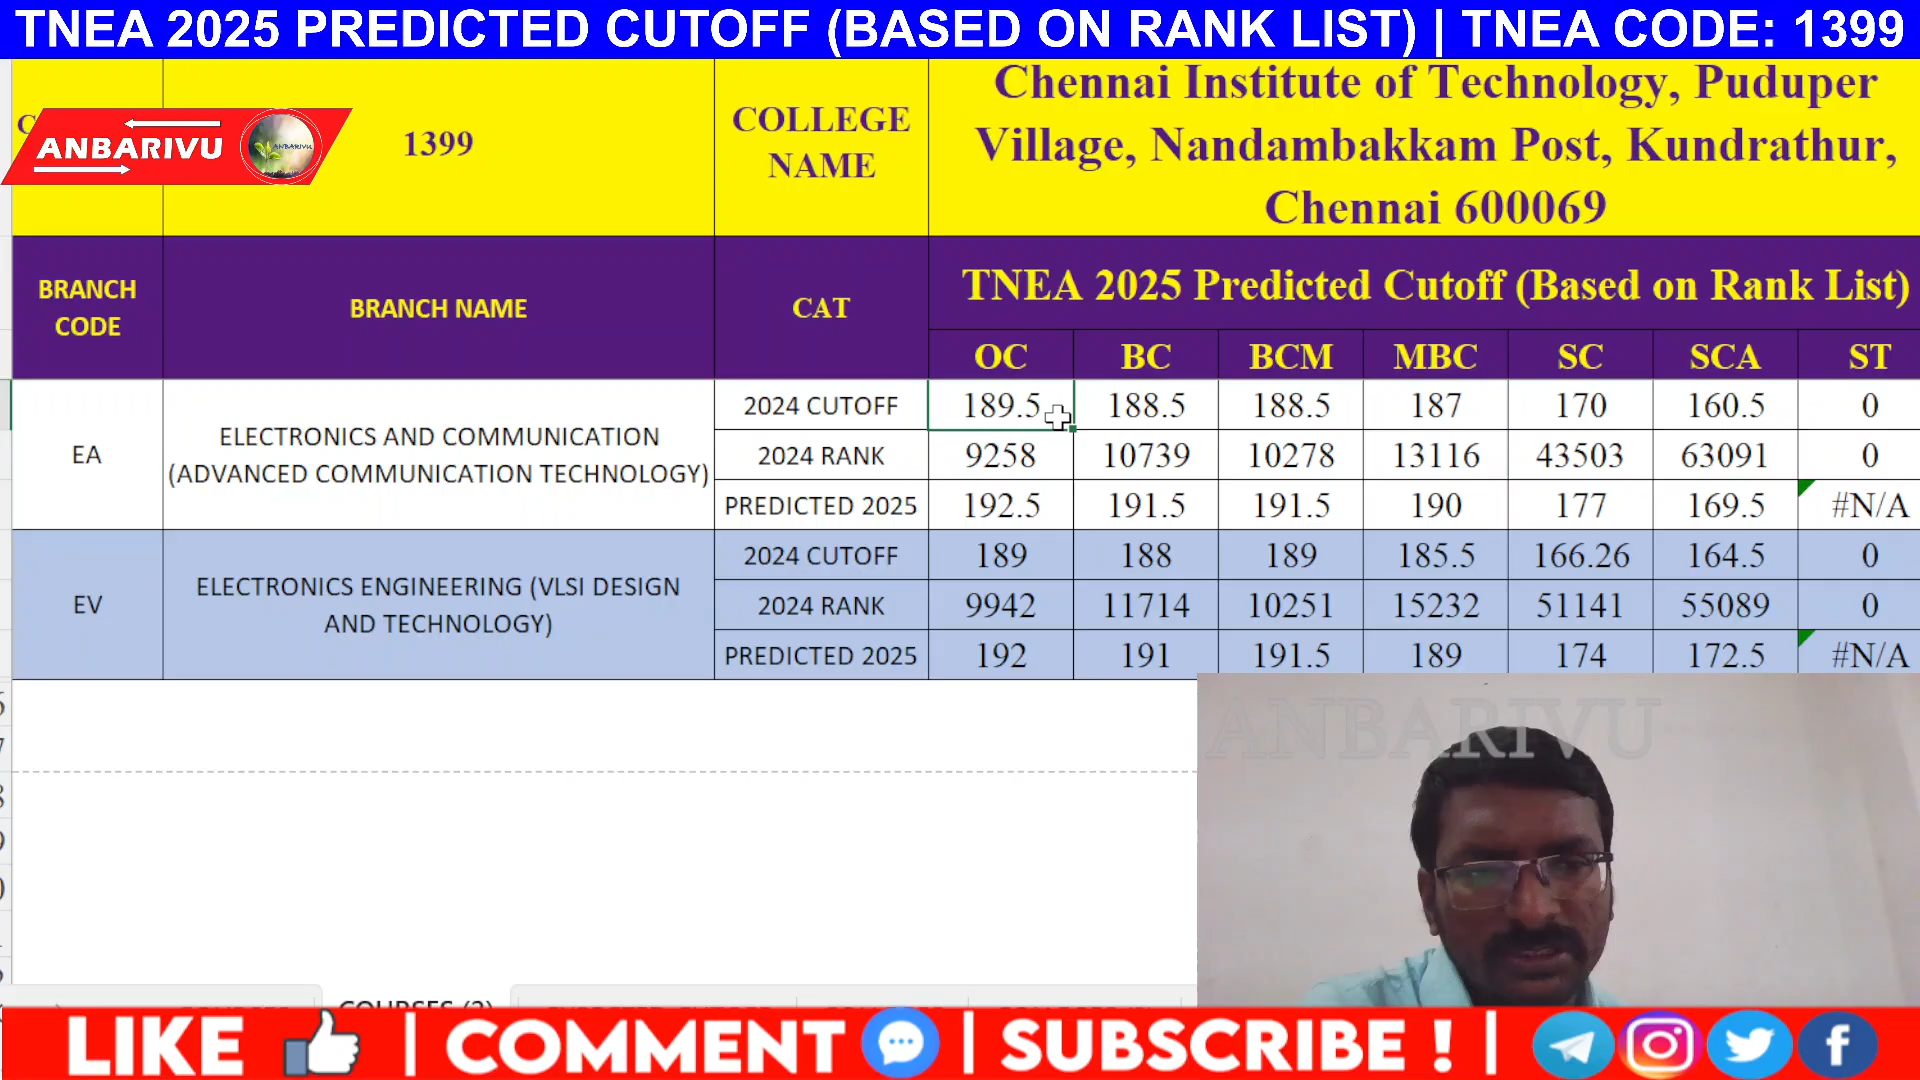 TNEA 2025 PREDICTED CUTOFF (BASED ON RANK LIST) | TNEA CODE: 1399
ANBARIVU
ANBARIVU
1399
COLLEGE
NAME
Chennai Institute of Technology, Puduper
Village, Nandambakkam Post, Kundrathur,
Chennai 600069
BRANCH
CODE
BRANCH NAME
CAT
TNEA 2025 Predicted Cutoff (Based on Rank List)
OC BC BCM MBC SC SCA ST
EA
ELECTRONICS AND COMMUNICATION
(ADVANCED COMMUNICATION TECHNOLOGY)
2024 CUTOFF 189.5 188.5 188.5 187 170 160.5 0
2024 RANK 9258 10739 10278 13116 43503 63091 0
PREDICTED 2025 192.5 191.5 191.5 190 177 169.5 #N/A
EV
ELECTRONICS ENGINEERING (VLSI DESIGN
AND TECHNOLOGY)
2024 CUTOFF 189 188 189 185.5 166.26 164.5 0
2024 RANK 9942 11714 10251 15232 51141 55089 0
PREDICTED 2025 192 191 191.5 189 174 172.5 #N/A
ANBARIVU
COURSES (2)
LIKE | COMMENT | SUBSCRIBE ! |